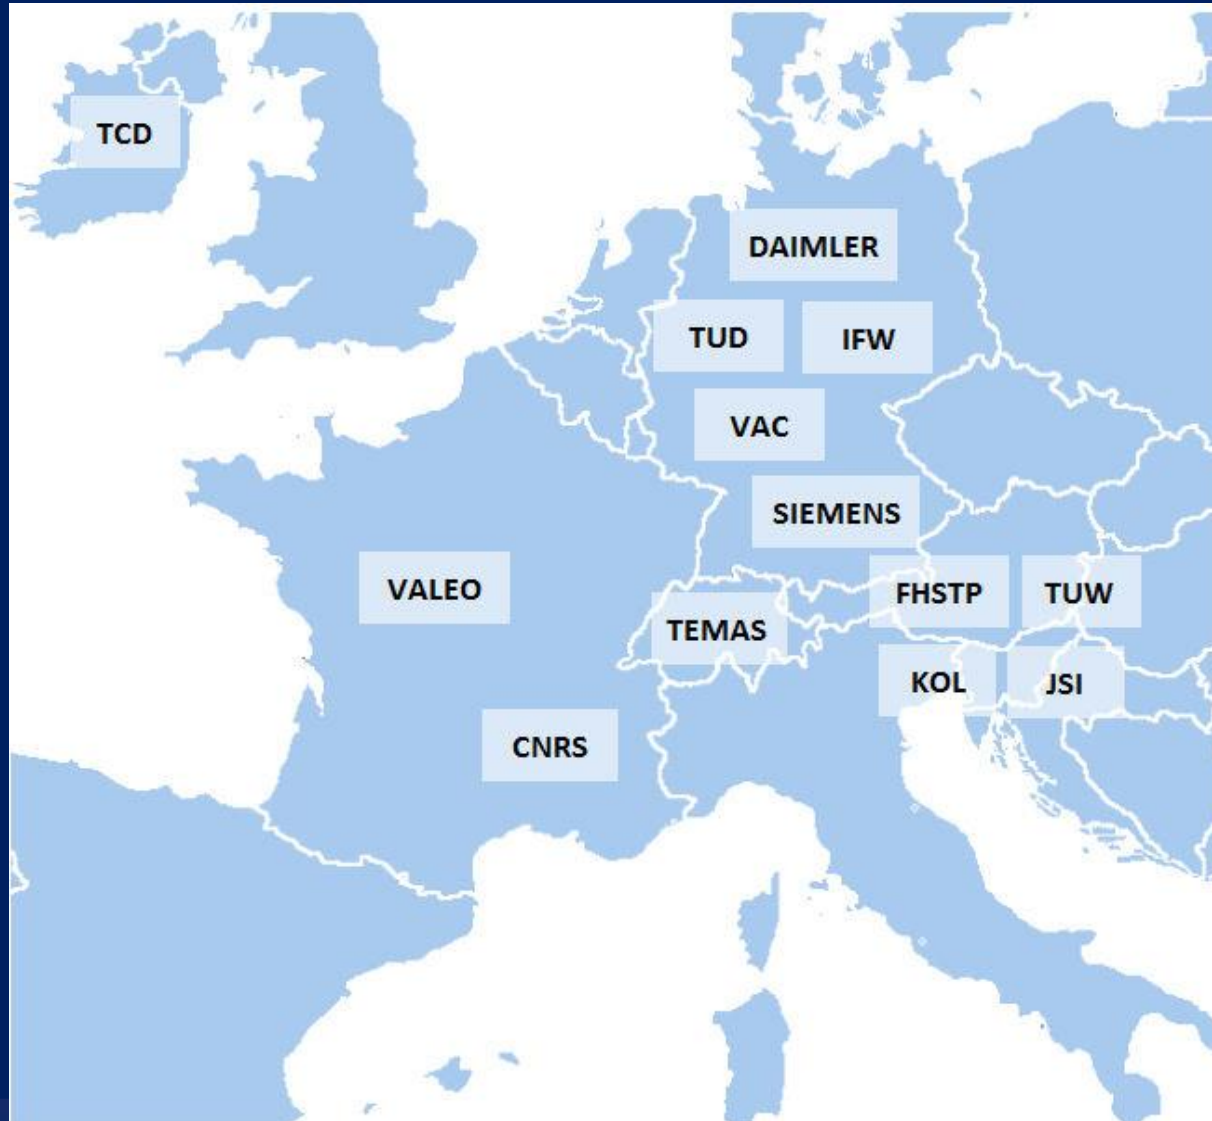 TCD
DAIMLER
TUD
IFW
VAC
SIEMENS
VALEO
FHSTP
TUW
TEMAS
KOL
JSI
CNRS